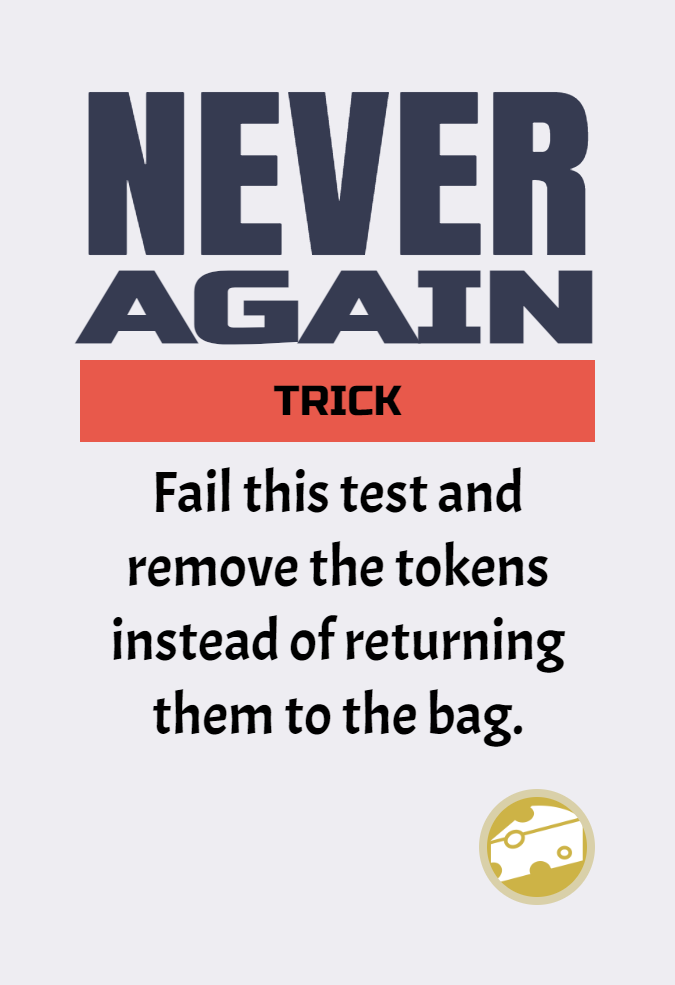 NEVER
AGAIN
TRICK
Fail this test and
remove the tokens
instead of returning
them to the bag.